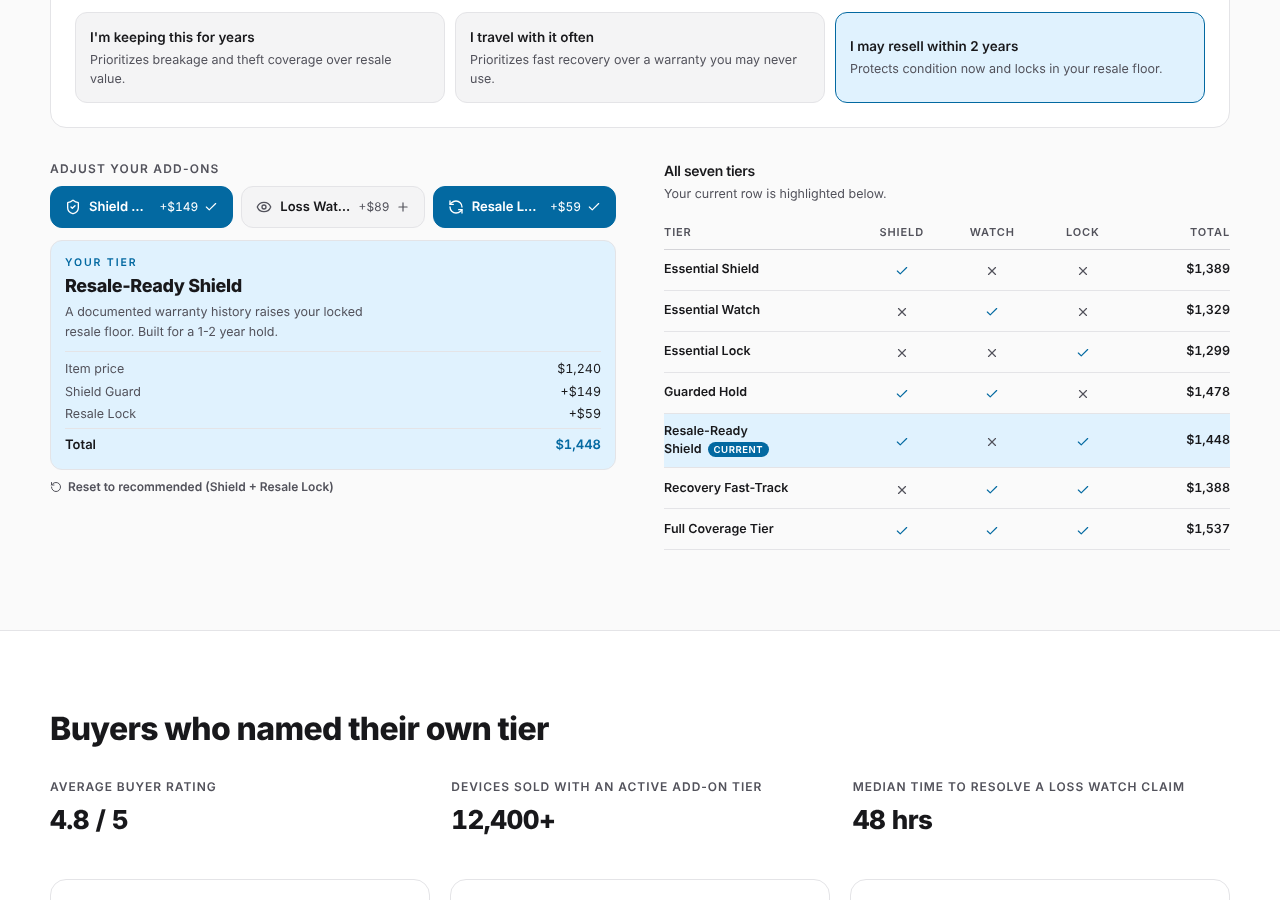 I'm keeping this for years
Prioritizes breakage and theft coverage over resale
value.
I travel with it often
Prioritizes fast recovery over a warranty you may never
use.
I may resell within 2 years
Protects condition now and locks in your resale floor.
ADJUST YOUR ADD-ONS
Shield ... +$149
Loss Wat... +$89
Resale L... +$59
YOUR TIER
Resale-Ready Shield
A documented warranty history raises your locked
resale floor. Built for a 1-2 year hold.
Item price $1,240
Shield Guard +$149
Resale Lock +$59
Total $1,448
Reset to recommended (Shield + Resale Lock)
All seven tiers
Your current row is highlighted below.
TIER SHIELD WATCH LOCK TOTAL
Essential Shield $1,389
Essential Watch $1,329
Essential Lock $1,299
Guarded Hold $1,478
Resale-Ready
Shield CURRENT $1,448
Recovery Fast-Track $1,388
Full Coverage Tier $1,537
Buyers who named their own tier
AVERAGE BUYER RATING
4.8 / 5
DEVICES SOLD WITH AN ACTIVE ADD-ON TIER
12,400+
MEDIAN TIME TO RESOLVE A LOSS WATCH CLAIM
48 hrs